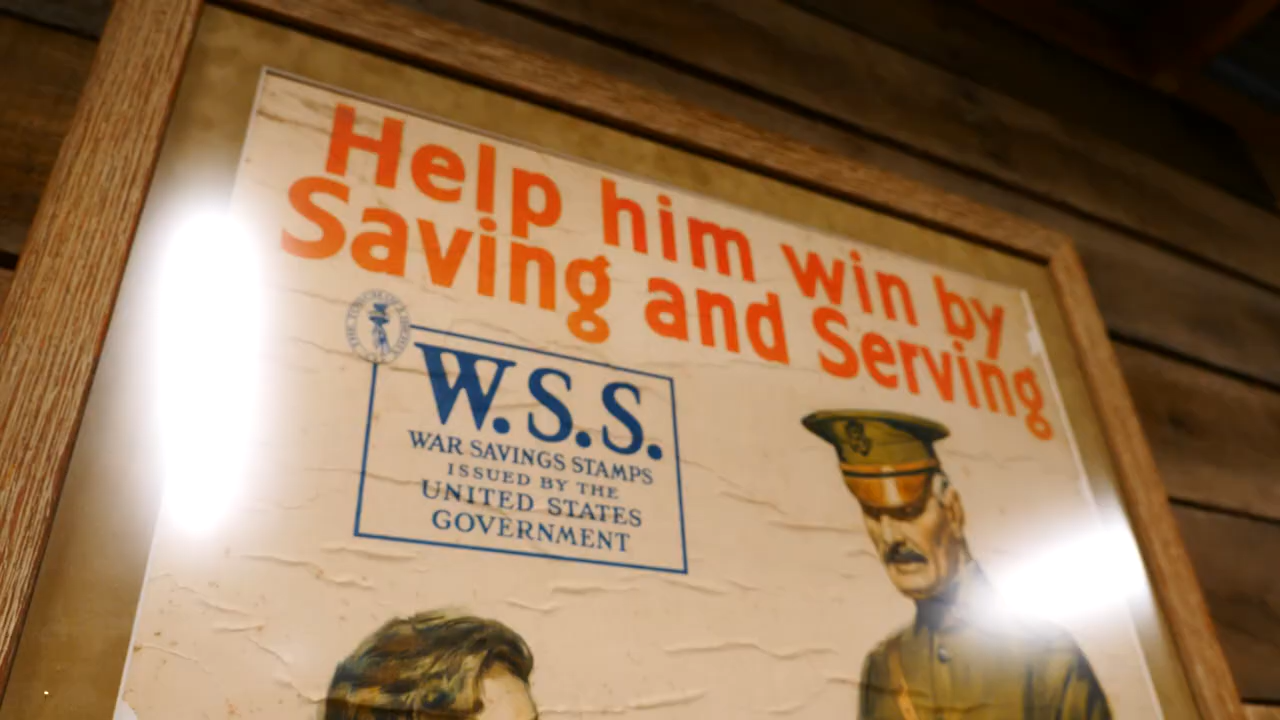 Help him win by
Saving and Serving
W.S.S.
WAR SAVINGS STAMPS
ISSUED BY THE
UNITED STATES
GOVERNMENT